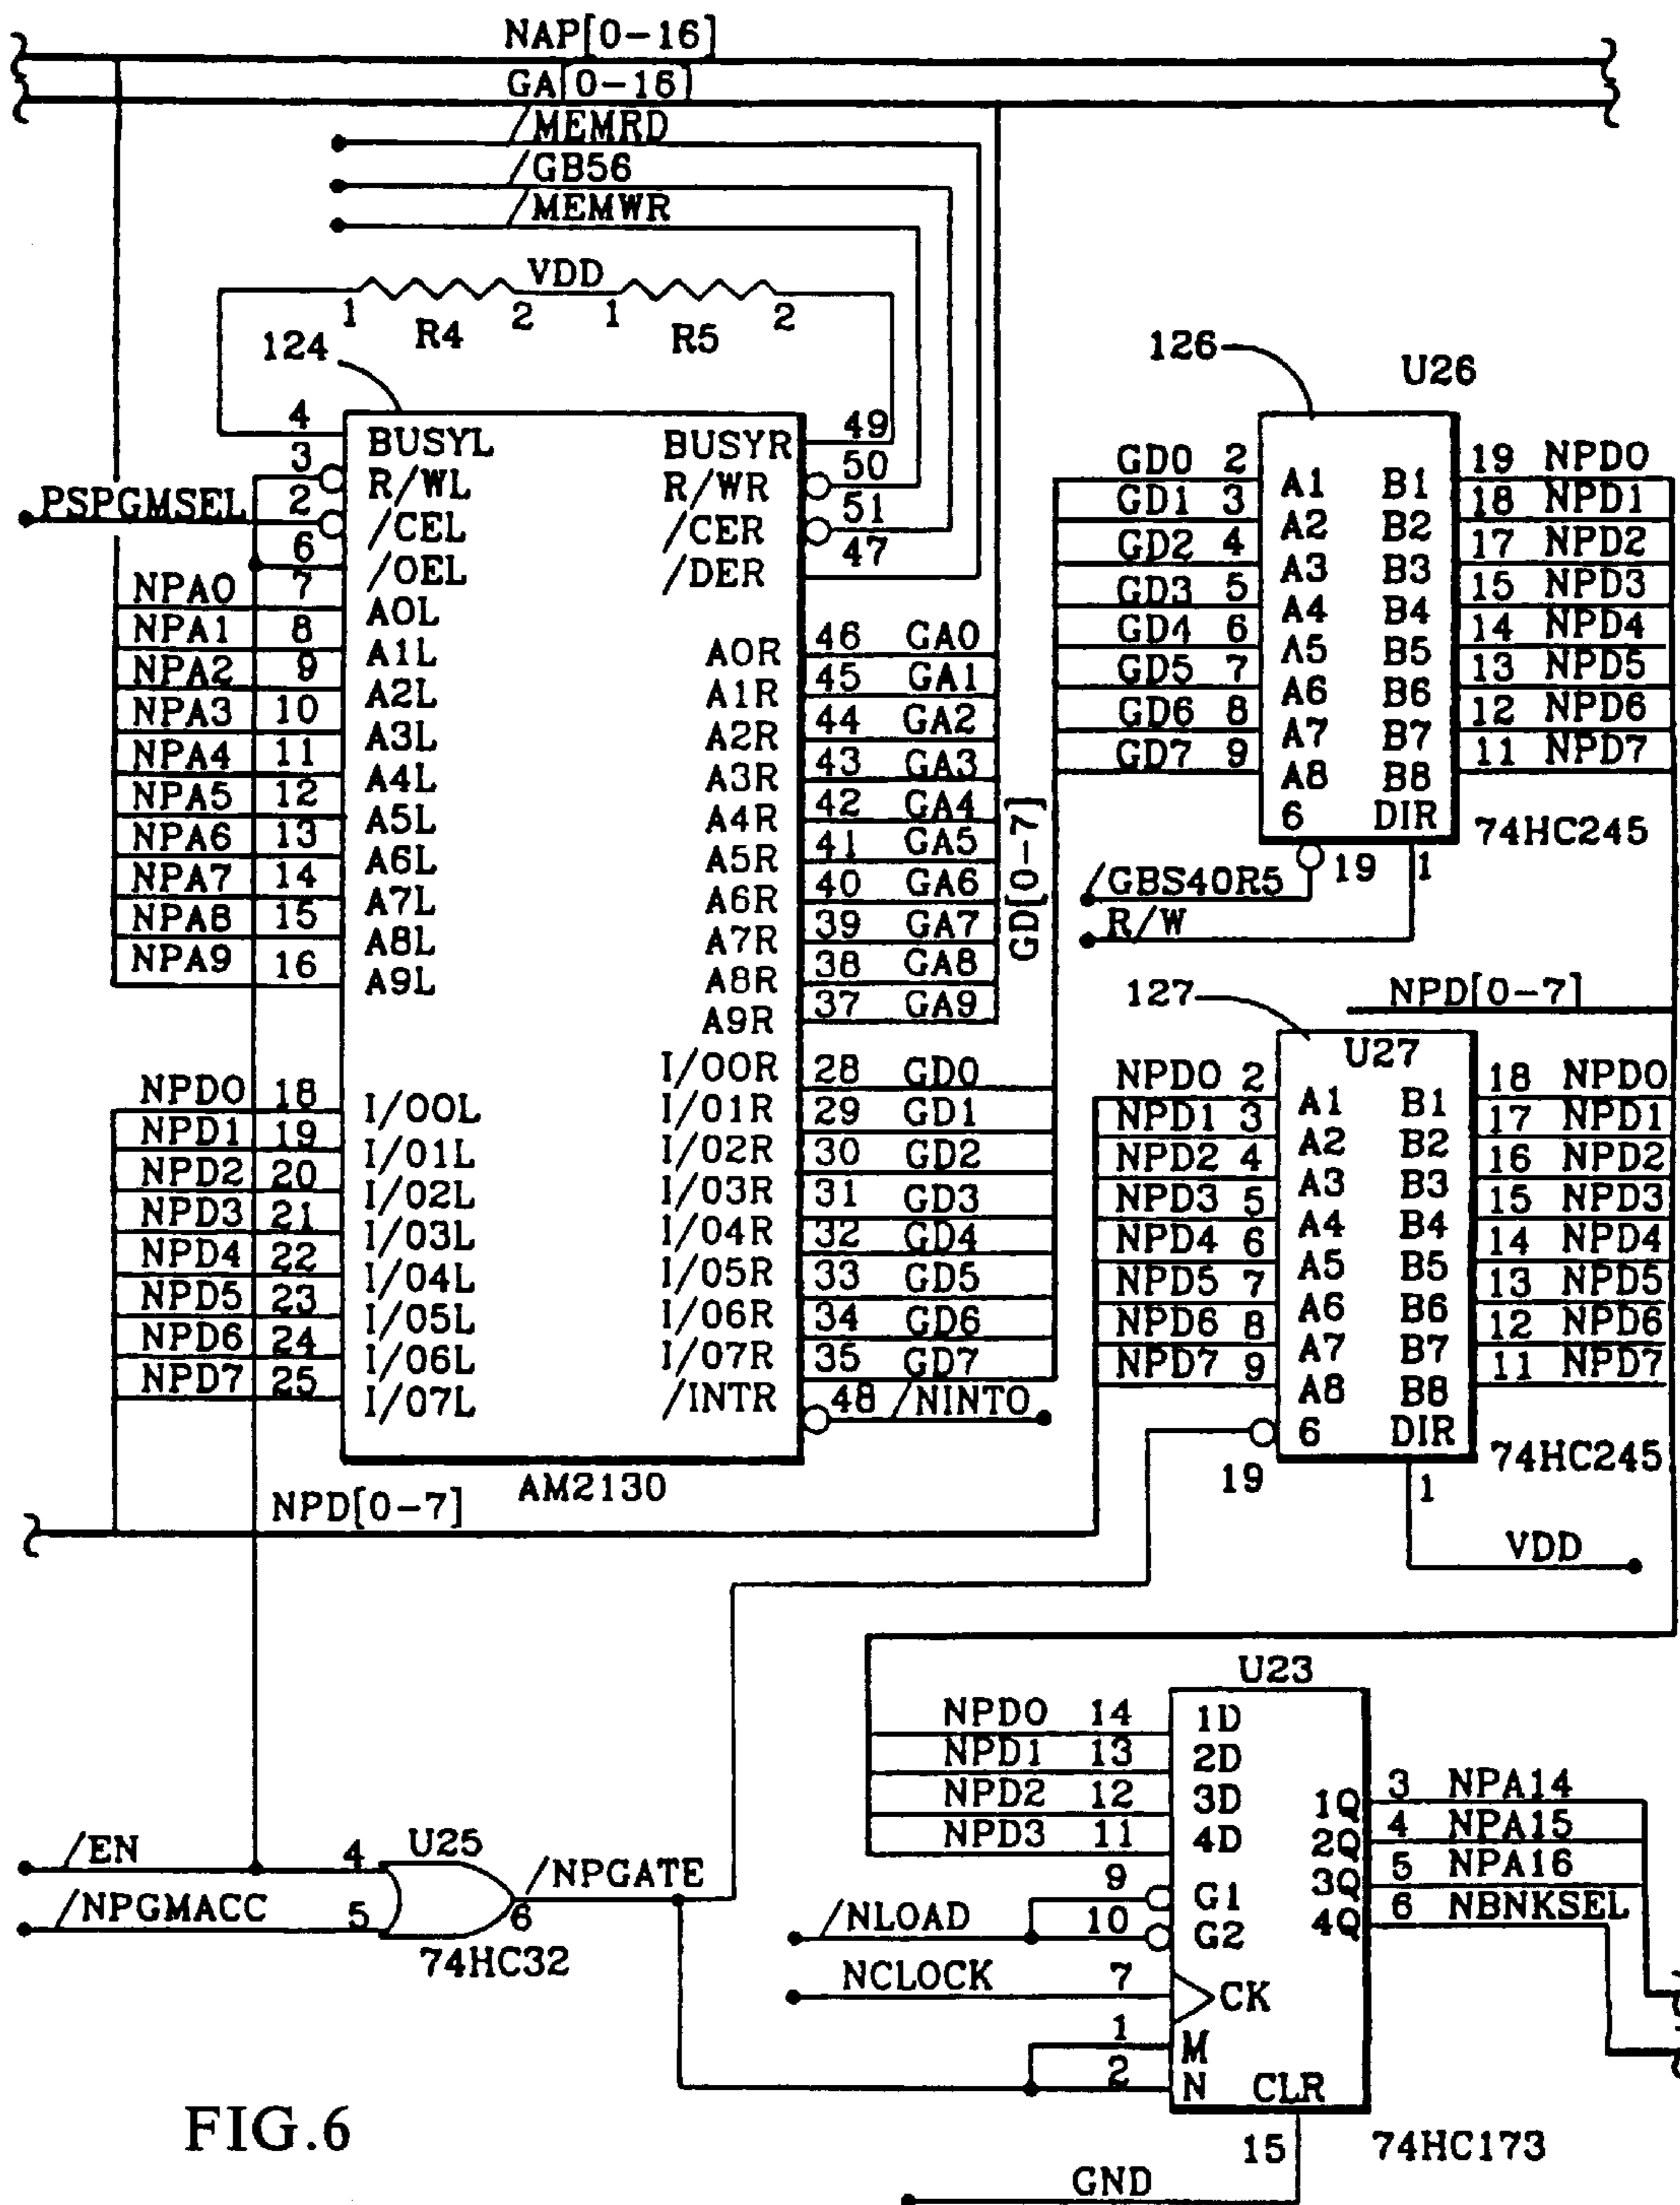 NAP[0-16]
GA[0-16]
/MEMRD
/GB56
/MEMWR
VDD
1 R4 2 1 R5 2
124
126
U26
4 BUSYL BUSYR 49
3 R/WL R/WR 50
PSPGMSEL 2 /CEL /CER 51
6 /OEL /DER 47
NPA0 7 A0L
NPA1 8 A1L A0R 46 GA0
NPA2 9 A2L A1R 45 GA1
NPA3 10 A3L A2R 44 GA2
NPA4 11 A4L A3R 43 GA3
NPA5 12 A5L A4R 42 GA4
NPA6 13 A6L A5R 41 GA5
NPA7 14 A7L A6R 40 GA6
NPA8 15 A8L A7R 39 GA7
NPA9 16 A9L A8R 38 GA8
A9R 37 GA9
I/O0R 28 GD0
NPD0 18 I/O0L I/O1R 29 GD1
NPD1 19 I/O1L I/O2R 30 GD2
NPD2 20 I/O2L I/O3R 31 GD3
NPD3 21 I/O3L I/O4R 32 GD4
NPD4 22 I/O4L I/O5R 33 GD5
NPD5 23 I/O5L I/O6R 34 GD6
NPD6 24 I/O6L I/O7R 35 GD7
NPD7 25 I/O7L /INTR 48 /NINTO
AM2130
NPD[0-7]
GD[0-7]
GD0 2 A1 B1 19 NPD0
GD1 3 A2 B2 18 NPD1
GD2 4 A3 B3 17 NPD2
GD3 5 A4 B4 15 NPD3
GD4 6 A5 B5 14 NPD4
GD5 7 A6 B6 13 NPD5
GD6 8 A7 B7 12 NPD6
GD7 9 A8 B8 11 NPD7
6 DIR 74HC245
/GBS40R5 19 1
R/W
127
NPD[0-7]
U27
NPD0 2 A1 B1 18 NPD0
NPD1 3 A2 B2 17 NPD1
NPD2 4 A3 B3 16 NPD2
NPD3 5 A4 B4 15 NPD3
NPD4 6 A5 B5 14 NPD4
NPD5 7 A6 B6 13 NPD5
NPD6 8 A7 B7 12 NPD6
NPD7 9 A8 B8 11 NPD7
6 DIR 74HC245
19 1
VDD
U23
NPD0 14 1D
NPD1 13 2D
NPD2 12 3D 1Q 3 NPA14
NPD3 11 4D 2Q 4 NPA15
9 G1 3Q 5 NPA16
/NLOAD 10 G2 4Q 6 NBNKSEL
NCLOCK 7 CK
1 M
2 N CLR
15 74HC173
GND
/EN 4 U25 /NPGATE
/NPGMACC 5 6
74HC32
FIG.6